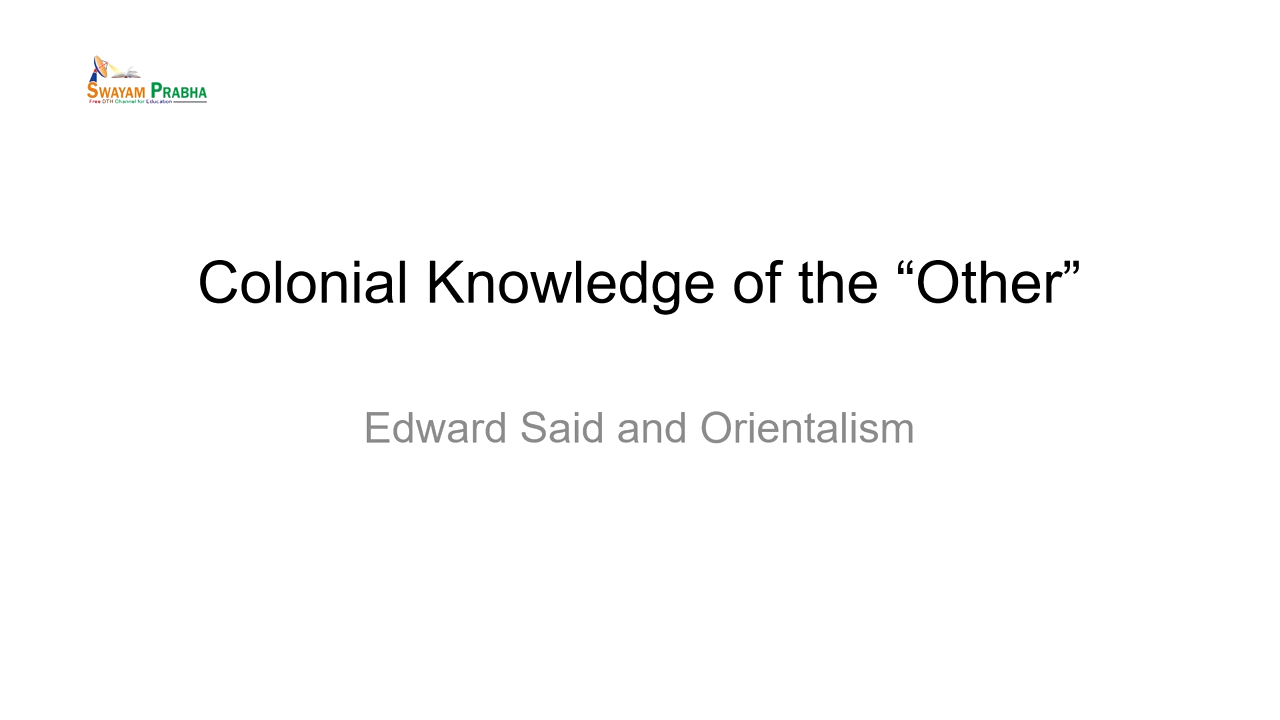 SWAYAM PRABHA
Free DTH Channel for Education
Colonial Knowledge of the “Other”
Edward Said and Orientalism